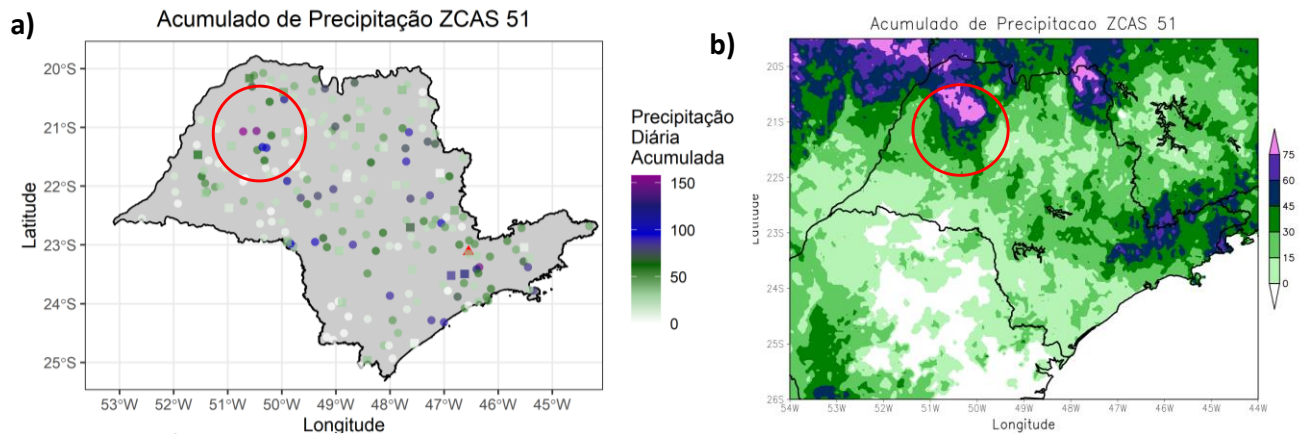 a)
Acumulado de Precipitação ZCAS 51
20°S
21°S
22°S
23°S
24°S
25°S
Latitude
53°W 52°W 51°W 50°W 49°W 48°W 47°W 46°W 45°W
Longitude
Precipitação
Diária
Acumulada
150
100
50
0
b)
Acumulado de Precipitacao ZCAS 51
20S
21S
22S
23S
24S
25S
26S
Latitude
54W 53W 52W 51W 50W 49W 48W 47W 46W 45W 44W
Longitude
75
60
45
30
15
0